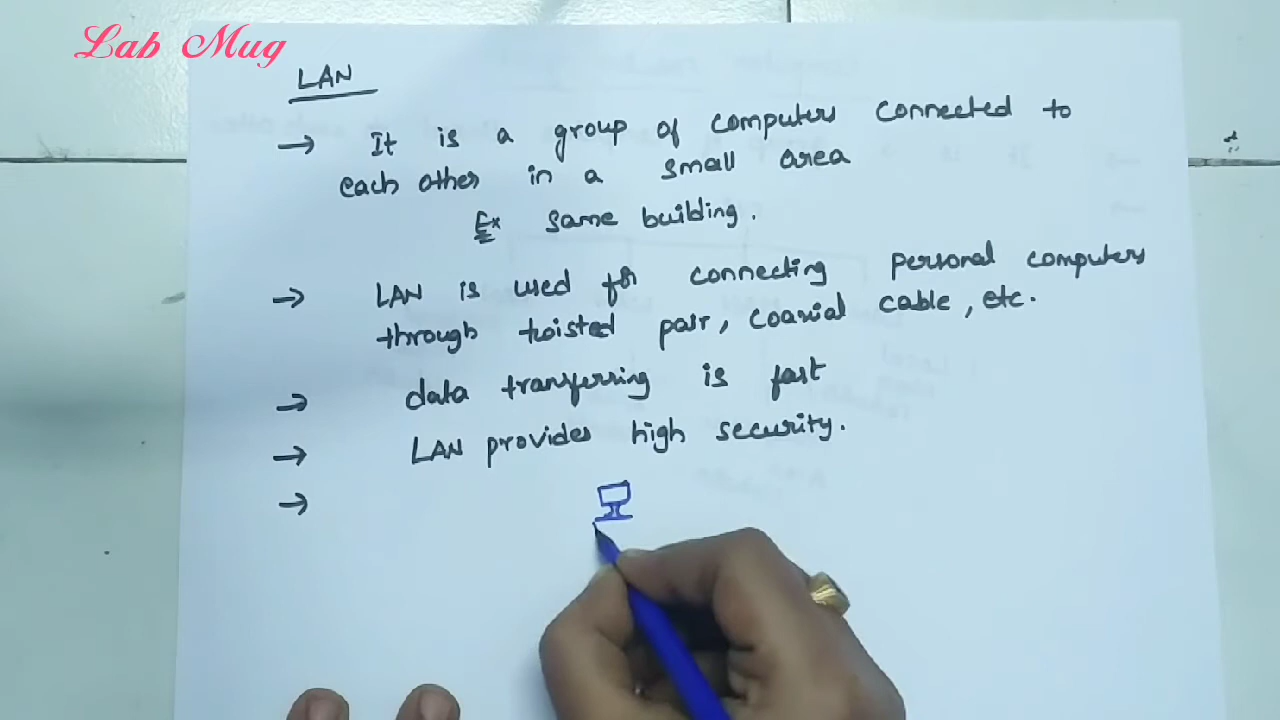 Lab Mug
LAN
→ It is a group of computers connected to
each other in a small area
Ex same building.
→ LAN is used for connecting personal computers
through twisted pair, coaxial cable, etc.
→ data transferring is fast
→ LAN provides high security.
→